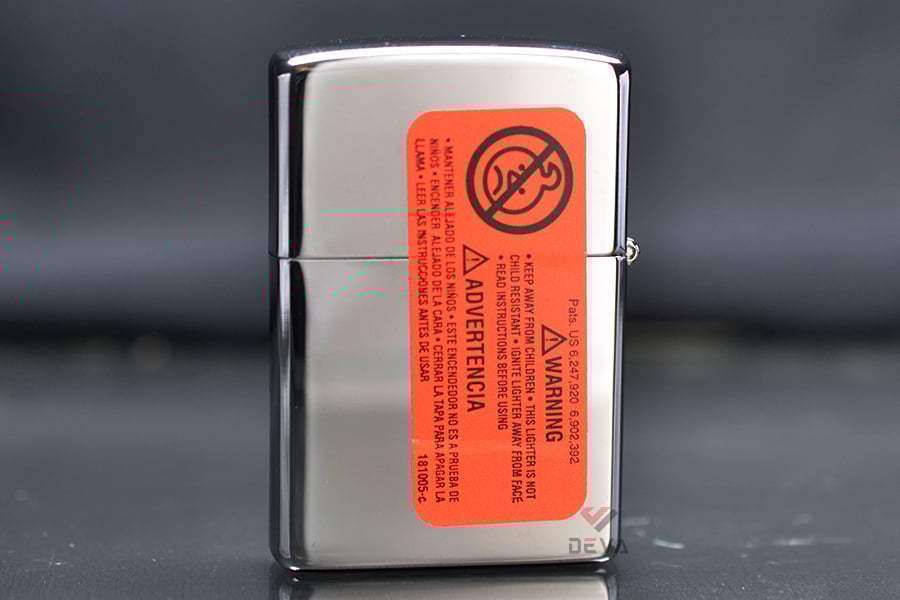 Pats. US 6,247,920 6,902,392
⚠WARNING
• KEEP AWAY FROM CHILDREN • THIS LIGHTER IS NOT
CHILD RESISTANT • IGNITE LIGHTER AWAY FROM FACE
• READ INSTRUCTIONS BEFORE USING
⚠ADVERTENCIA
• MANTENER ALEJADO DE LOS NIÑOS • ESTE ENCENDEDOR NO ES A PRUEBA DE
NIÑOS • ENCENDER ALEJADO DE LA CARA • CERRAR LA TAPA PARA APAGAR LA
LLAMA • LEER LAS INSTRUCCIONES ANTES DE USAR
181005-c
DEVA